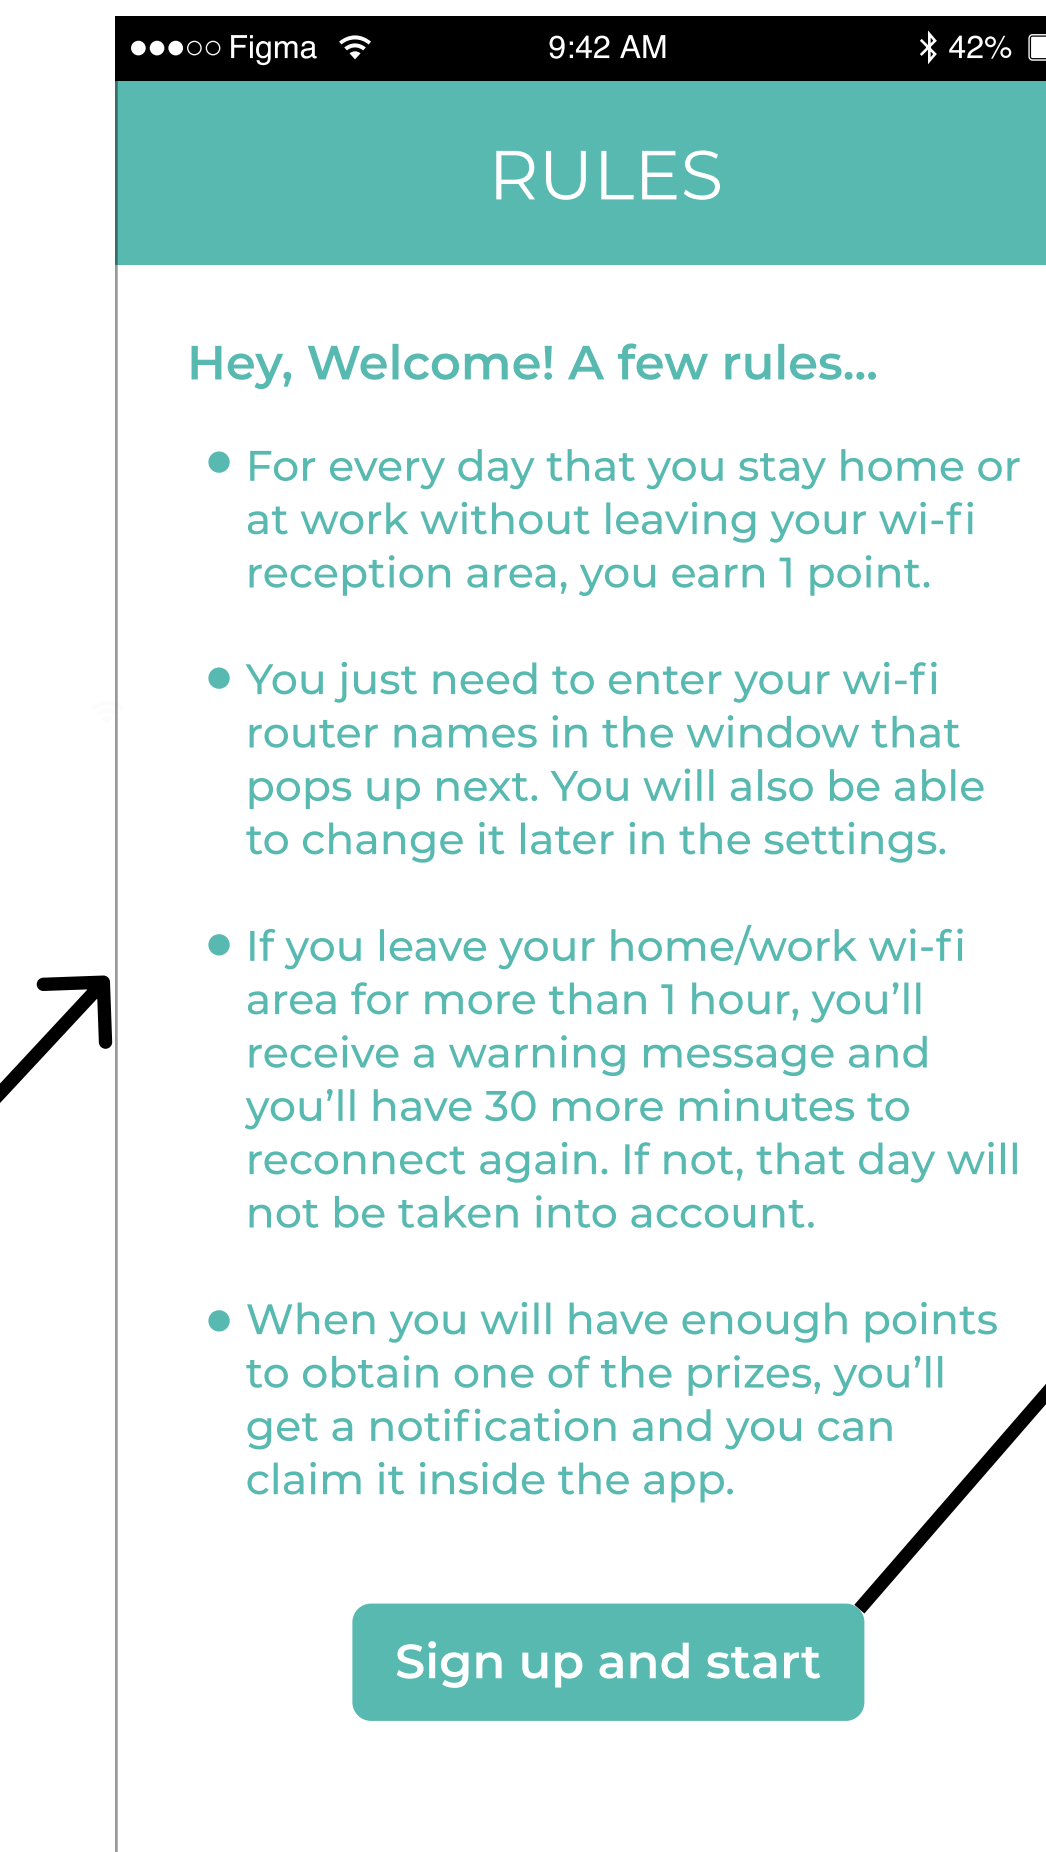 Figma 9:42 AM 42%
RULES
Hey, Welcome! A few rules...
For every day that you stay home or
at work without leaving your wi-fi
reception area, you earn 1 point.
You just need to enter your wi-fi
router names in the window that
pops up next. You will also be able
to change it later in the settings.
If you leave your home/work wi-fi
area for more than 1 hour, you’ll
receive a warning message and
you’ll have 30 more minutes to
reconnect again. If not, that day will
not be taken into account.
When you will have enough points
to obtain one of the prizes, you’ll
get a notification and you can
claim it inside the app.
Sign up and start